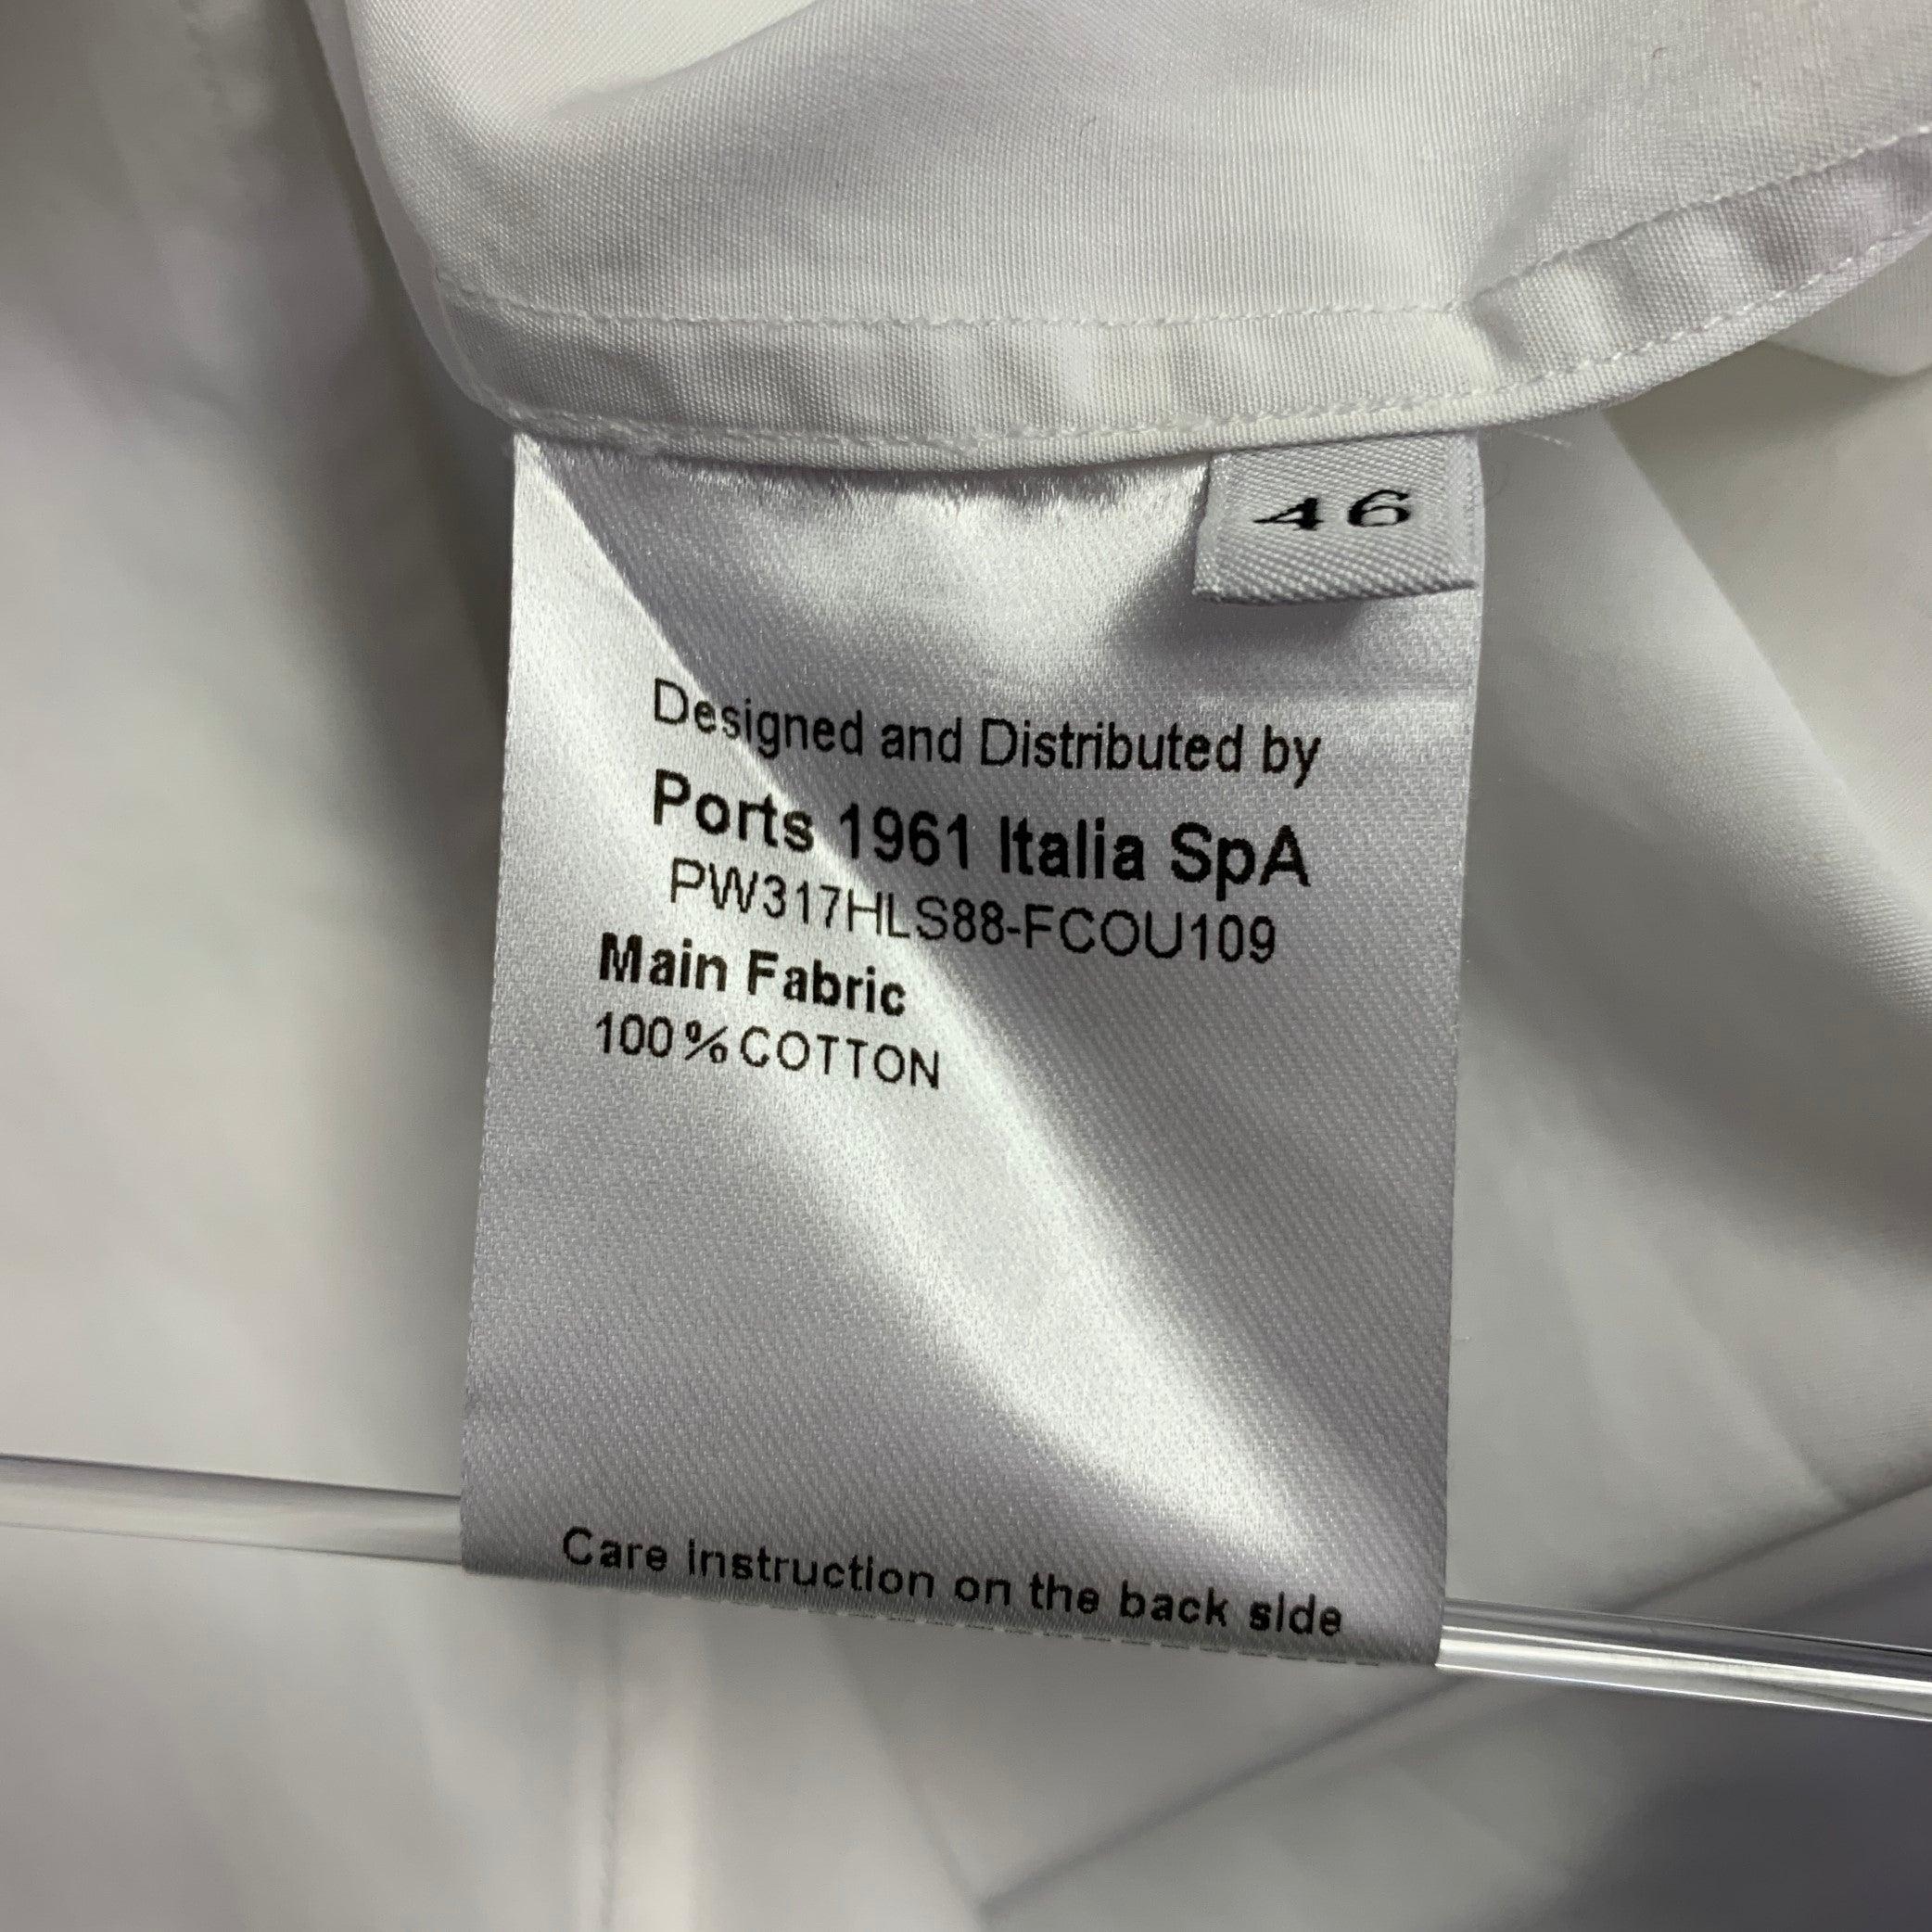 46
Designed and Distributed by
Ports 1961 Italia SpA
PW317HLS88-FCOU109
Main Fabric
100% COTTON
Care instruction on the back side